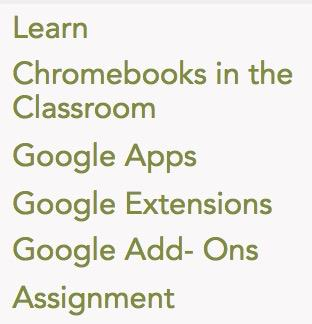 Learn
Chromebooks in the
Classroom
Google Apps
Google Extensions
Google Add- Ons
Assignment